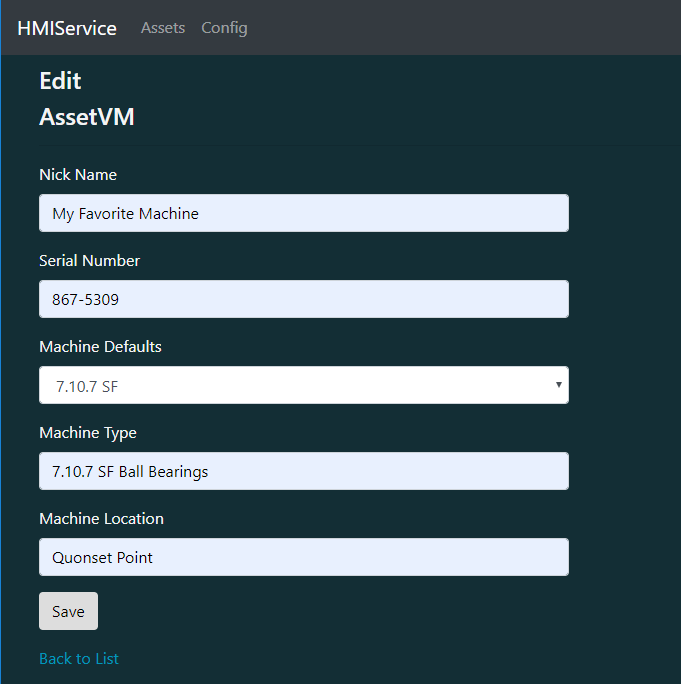 HMIService Assets Config
Edit
AssetVM
Nick Name
My Favorite Machine
Serial Number
867-5309
Machine Defaults
7.10.7 SF
Machine Type
7.10.7 SF Ball Bearings
Machine Location
Quonset Point
Save
Back to List